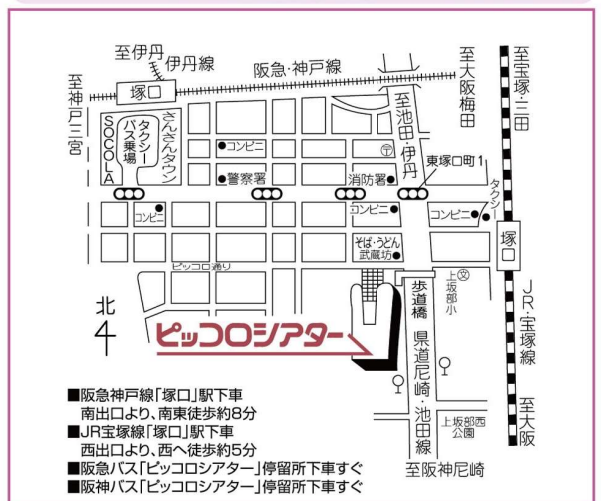 至伊丹
伊丹線
阪急・神戸線
至神戸三宮
塚口
至大阪梅田
至宝塚・三田
SOCOLA
タクシー
バス乗場
さんさんタウン
コンビニ
〒
至池田・伊丹
東塚口町1
警察署
消防署
タクシー
コンビニ
コンビニ
コンビニ
そば・うどん
武蔵坊
塚口
ピッコロ通り
文
上坂部小
歩道橋
JR・宝塚線
北
ピッコロシアター
県道尼崎・池田線
至大阪
上坂部西
公園
至阪神尼崎
■阪急神戸線「塚口」駅下車
南出口より、南東徒歩約8分
■JR宝塚線「塚口」駅下車
西出口より、西へ徒歩約5分
■阪急バス「ピッコロシアター」停留所下車すぐ
■阪神バス「ピッコロシアター」停留所下車すぐ